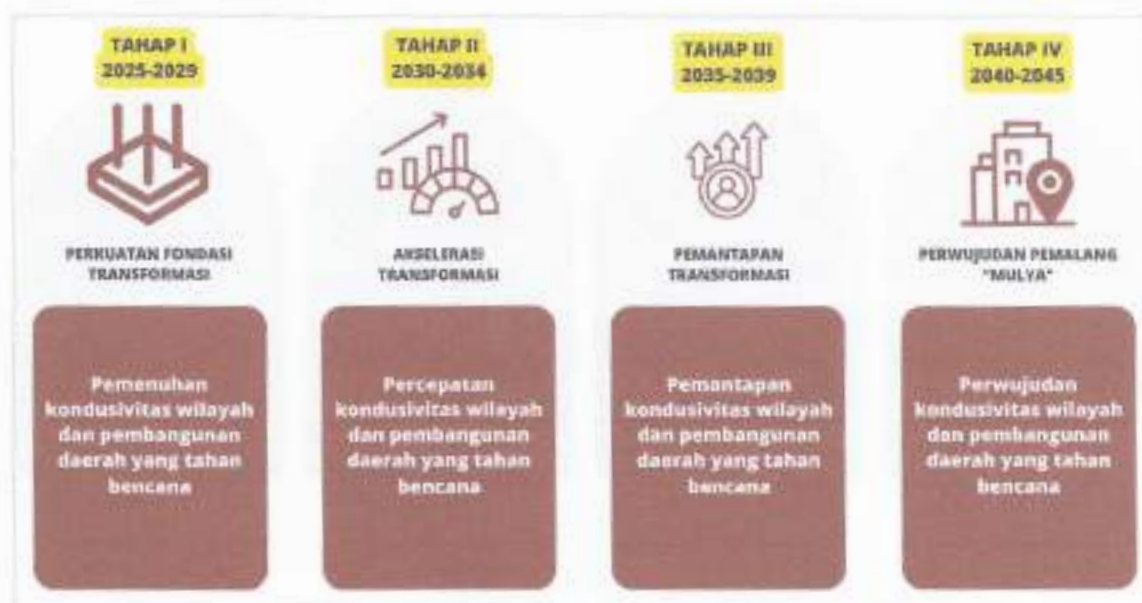 TAHAP I
2025-2029
PERKUATAN FONDASI
TRANSFORMASI
Pemenuhan
kondusivitas wilayah
dan pembangunan
daerah yang tahan
bencana
TAHAP II
2030-2034
AKSELERASI
TRANSFORMASI
Percepatan
kondusivitas wilayah
dan pembangunan
daerah yang tahan
bencana
TAHAP III
2035-2039
PEMANTAPAN
TRANSFORMASI
Pemantapan
kondusivitas wilayah
dan pembangunan
daerah yang tahan
bencana
TAHAP IV
2040-2045
PERWUJUDAN PEMALANG
"MULYA"
Perwujudan
kondusivitas wilayah
dan pembangunan
daerah yang tahan
bencana